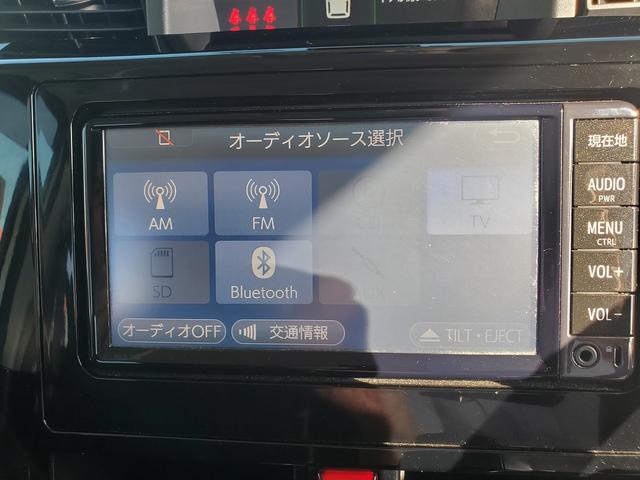 オーディオソース選択
AM
FM
TV
SD
Bluetooth
オーディオOFF
交通情報
TILT・EJECT
現在地
AUDIO
PWR
MENU
CTRL
VOL+
VOL-